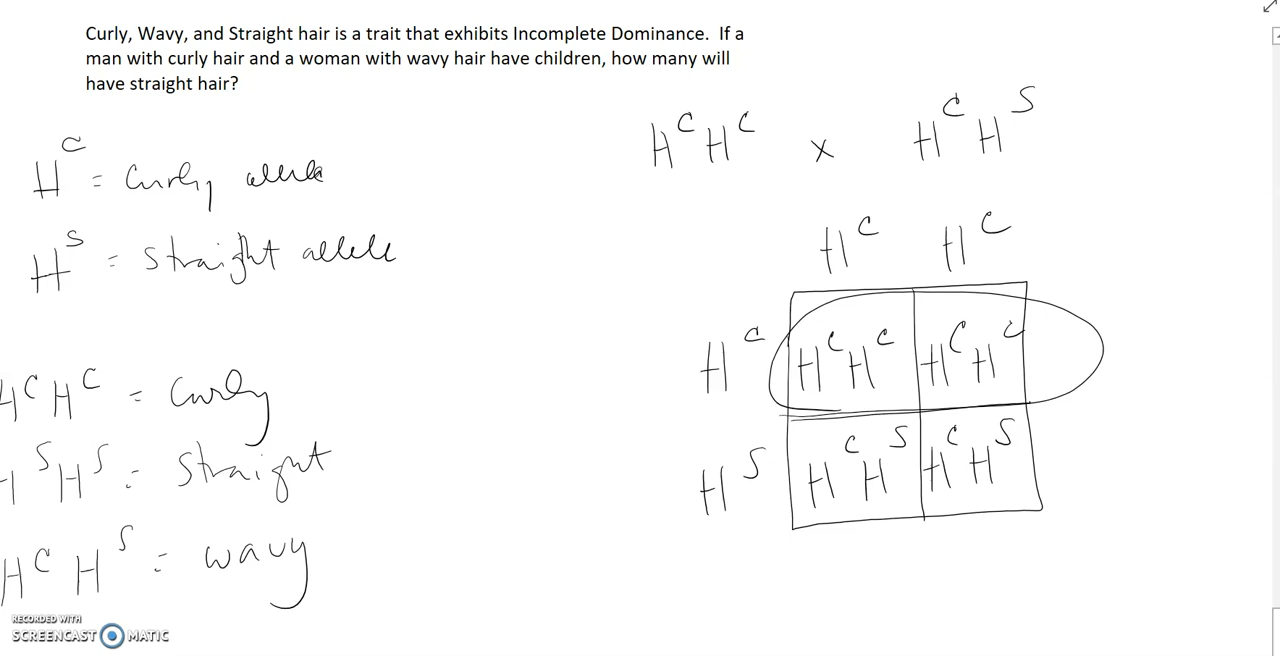 Curly, Wavy, and Straight hair is a trait that exhibits Incomplete Dominance. If a
man with curly hair and a woman with wavy hair have children, how many will
have straight hair?
H^C = Curly allele
H^S = straight allele
H^C H^C = Curly
H^S H^S = Straight
H^C H^S = wavy
H^C H^C x H^C H^S
H^C H^C
H^C H^C H^C H^C H^C
H^S H^C H^S H^C H^S
RECORDED WITH
SCREENCAST MATIC